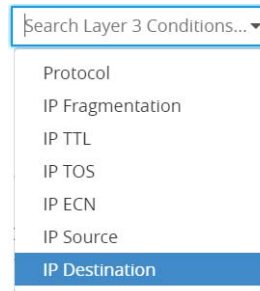 Search Layer 3 Conditions...
Protocol
IP Fragmentation
IP TTL
IP TOS
IP ECN
IP Source
IP Destination